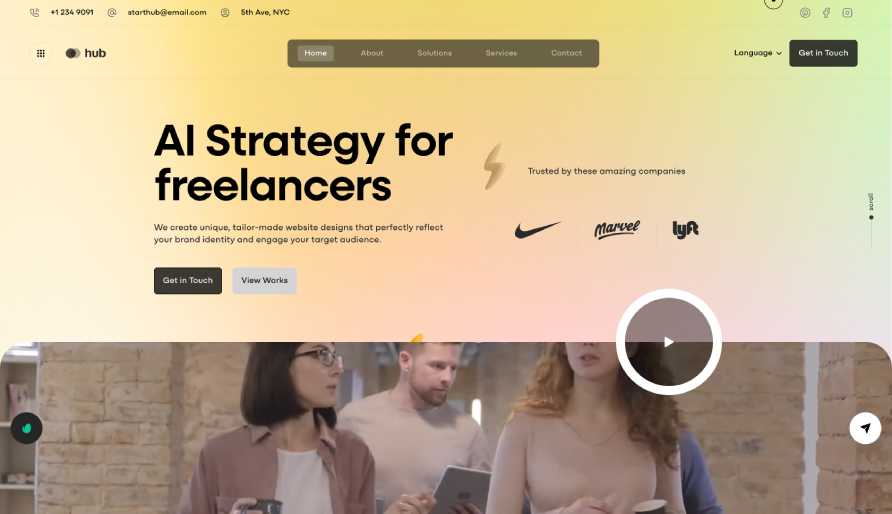 +1 234 9091
starthub@email.com
5th Ave, NYC
hub
Home
About
Solutions
Services
Contact
Language
Get in Touch
AI Strategy for
freelancers
We create unique, tailor-made website designs that perfectly reflect
your brand identity and engage your target audience.
Get in Touch
View Works
Trusted by these amazing companies
MARVEL
lyft
scroll